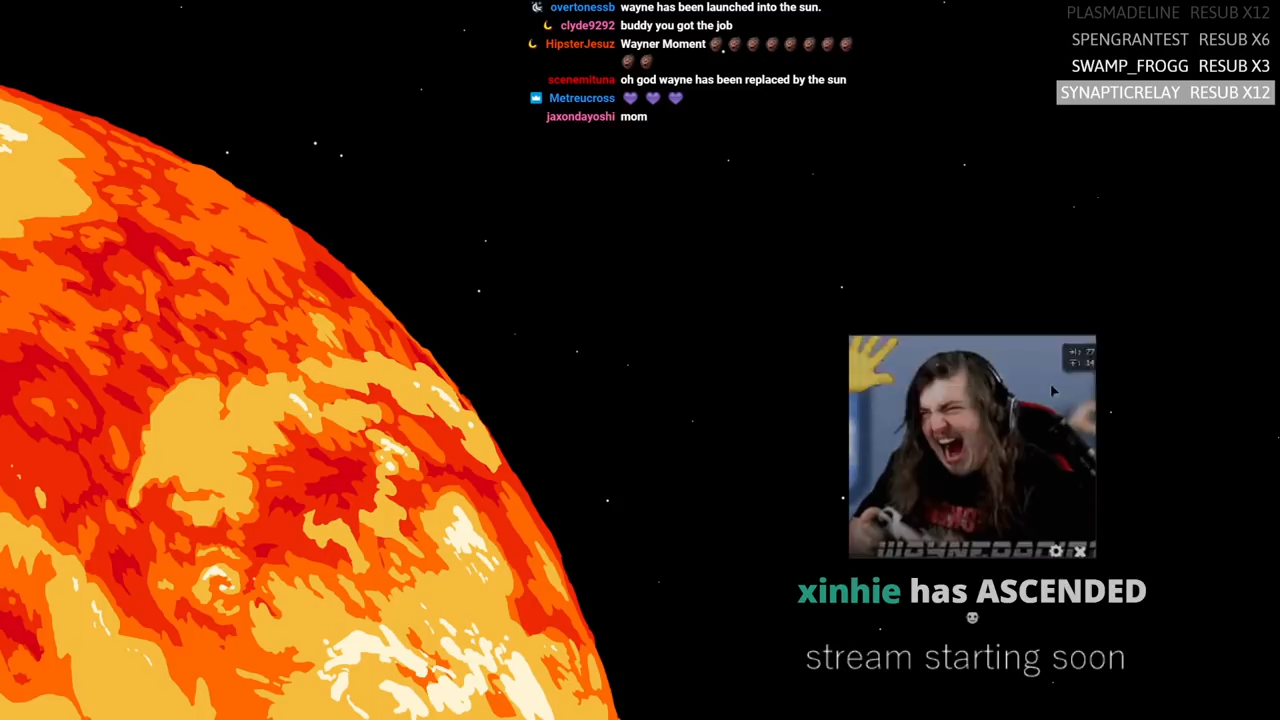 overtonessb wayne has been launched into the sun.
clyde9292 buddy you got the job
HipsterJesuz Wayner Moment
scenemituna oh god wayne has been replaced by the sun
Metreucross
jaxondayoshi mom
PLASMADELINE RESUB X12
SPENGRANTEST RESUB X6
SWAMP_FROGG RESUB X3
SYNAPTICRELAY RESUB X12
xinhie has ASCENDED
stream starting soon